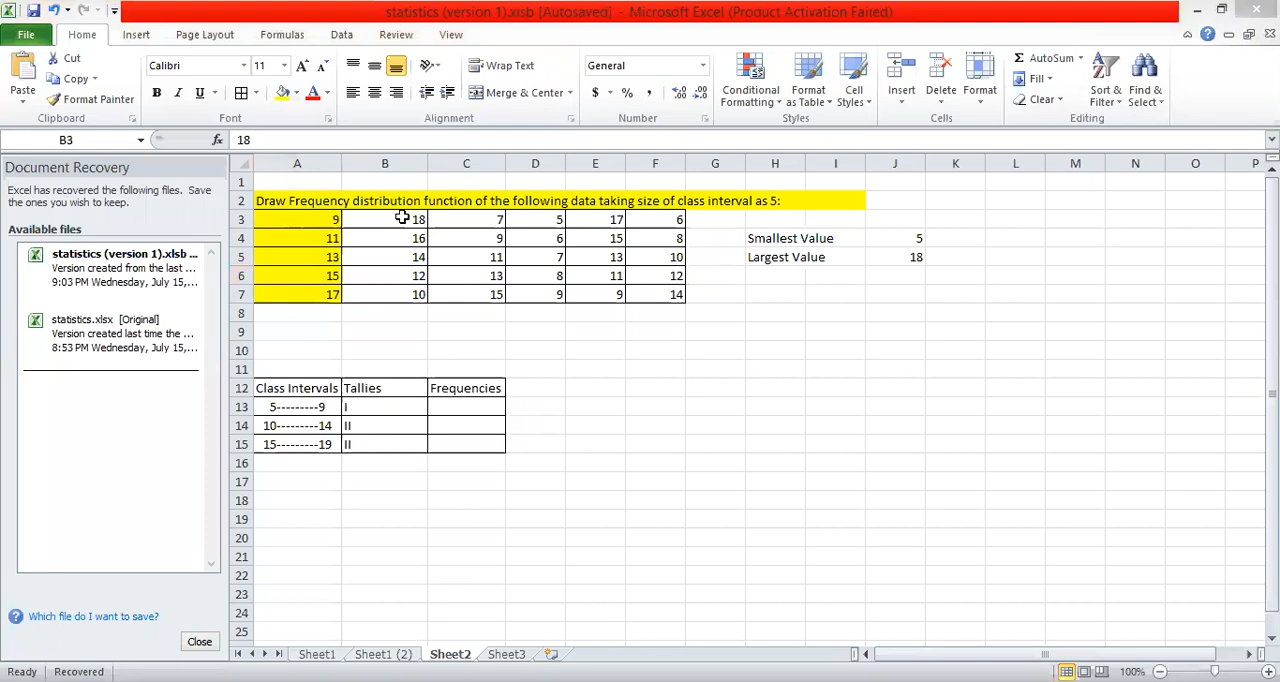 statistics (version 1).xlsb [Autosaved] - Microsoft Excel (Product Activation Failed)
File Home Insert Page Layout Formulas Data Review View
Paste Cut Copy Format Painter Clipboard
Calibri 11 B I U A A A Font
Wrap Text Merge & Center Alignment
General $ % , Number
Conditional Formatting Format as Table Cell Styles Styles
Insert Delete Format Cells
AutoSum Fill Clear Sort & Filter Find & Select Editing
B3 fx 18
Document Recovery
Excel has recovered the following files. Save
the ones you wish to keep.
Available files
statistics (version 1).xlsb ...
Version created from the last ...
9:03 PM Wednesday, July 15,...
statistics.xlsx [Original]
Version created last time the ...
8:53 PM Wednesday, July 15,...
Which file do I want to save?
Close
A B C D E F G H I J K L M N O P
1
2 Draw Frequency distribution function of the following data taking size of class interval as 5:
3 9 18 7 5 17 6
4 11 16 9 6 15 8 Smallest Value 5
5 13 14 11 7 13 10 Largest Value 18
6 15 12 13 8 11 12
7 17 10 15 9 9 14
8
9
10
11
12 Class Intervals Tallies Frequencies
13 5---------9 I
14 10---------14 II
15 15---------19 II
16
17
18
19
20
21
22
23
24
25
Sheet1 Sheet1 (2) Sheet2 Sheet3
Ready Recovered 100%